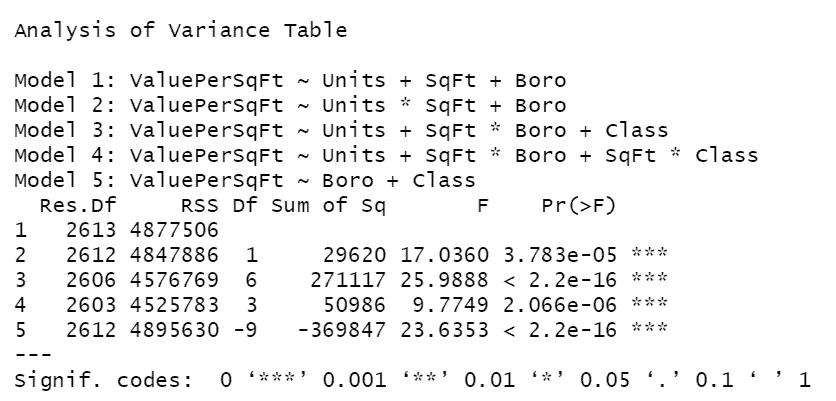 Analysis of Variance Table
Model 1: ValuePerSqFt ~ Units + SqFt + Boro
Model 2: ValuePerSqFt ~ Units * SqFt + Boro
Model 3: ValuePerSqFt ~ Units + SqFt * Boro + Class
Model 4: ValuePerSqFt ~ Units + SqFt * Boro + SqFt * Class
Model 5: ValuePerSqFt ~ Boro + Class
  Res.Df     RSS Df Sum of Sq       F    Pr(>F)
1   2613 4877506
2   2612 4847886  1     29620 17.0360 3.783e-05 ***
3   2606 4576769  6    271117 25.9888 < 2.2e-16 ***
4   2603 4525783  3     50986  9.7749 2.066e-06 ***
5   2612 4895630 -9   -369847 23.6353 < 2.2e-16 ***
---
Signif. codes:  0 ‘***’ 0.001 ‘**’ 0.01 ‘*’ 0.05 ‘.’ 0.1 ‘ ’ 1